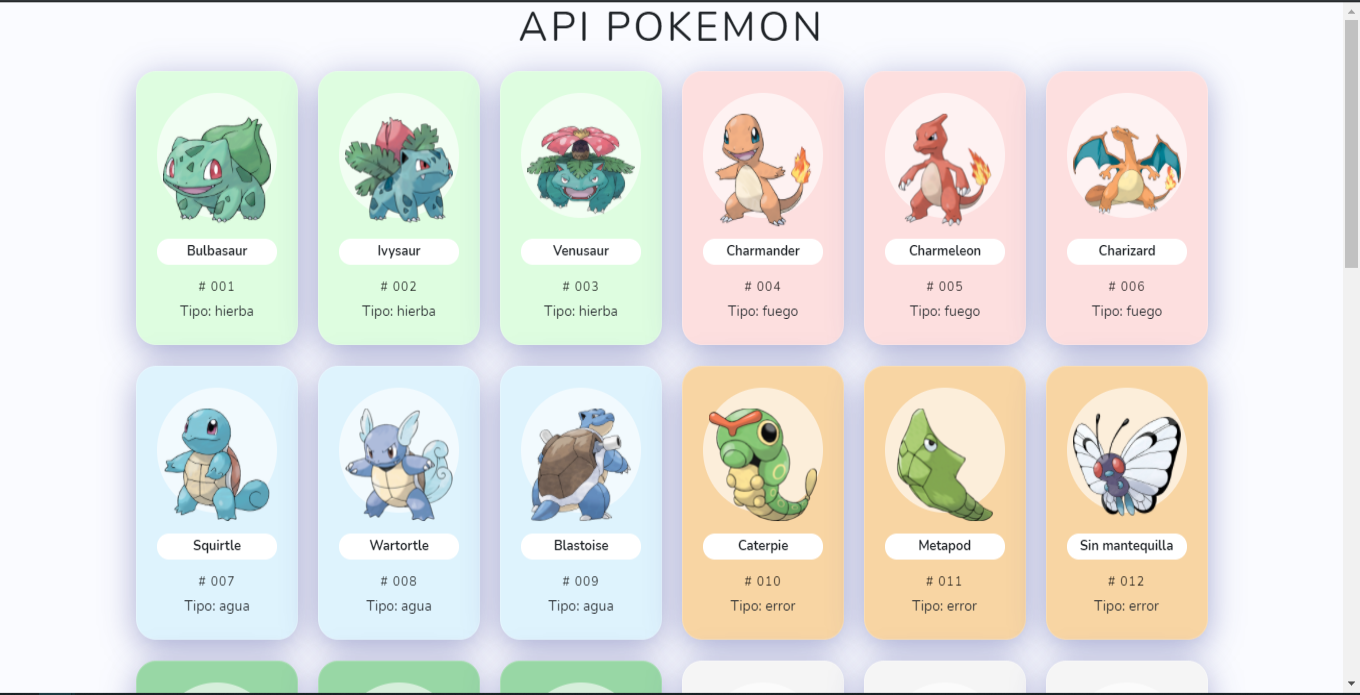 API POKEMON
Bulbasaur
# 001
Tipo: hierba
Ivysaur
# 002
Tipo: hierba
Venusaur
# 003
Tipo: hierba
Charmander
# 004
Tipo: fuego
Charmeleon
# 005
Tipo: fuego
Charizard
# 006
Tipo: fuego
Squirtle
# 007
Tipo: agua
Wartortle
# 008
Tipo: agua
Blastoise
# 009
Tipo: agua
Caterpie
# 010
Tipo: error
Metapod
# 011
Tipo: error
Sin mantequilla
# 012
Tipo: error